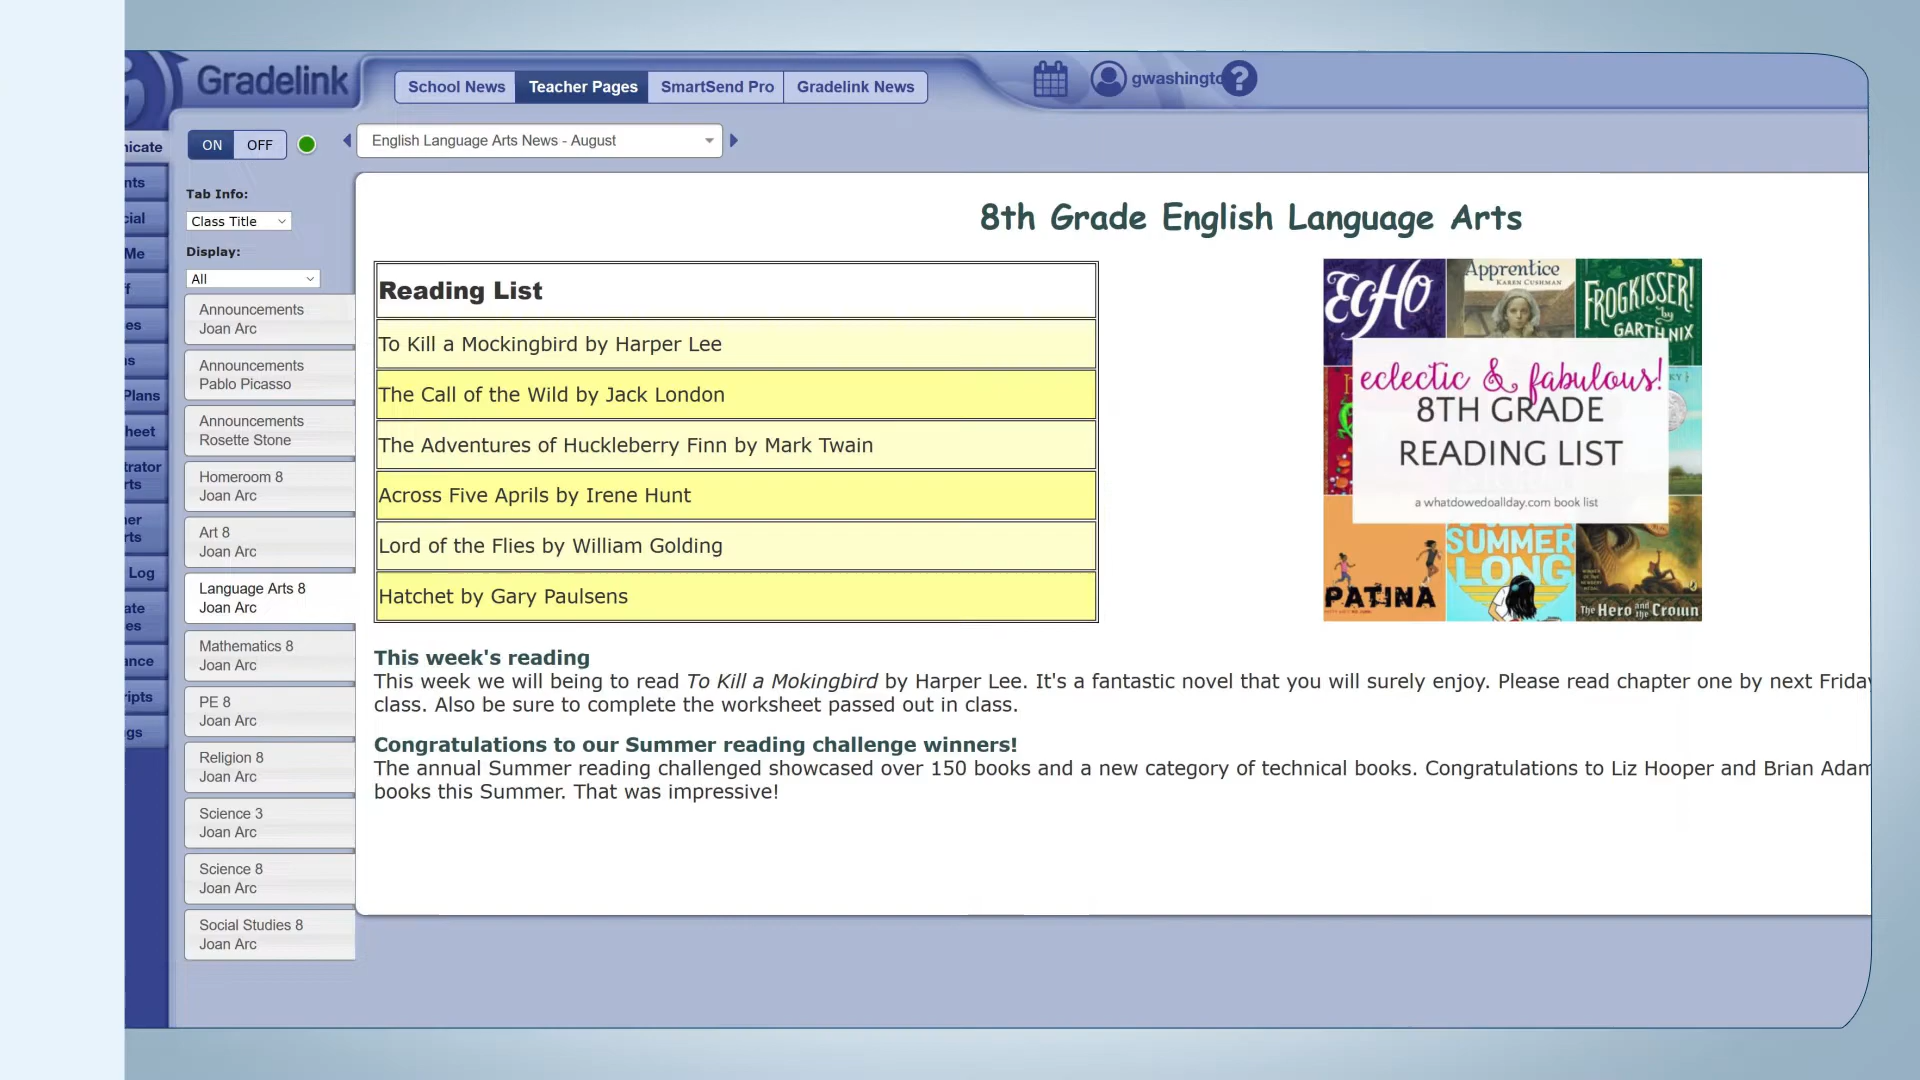 Gradelink
School News
Teacher Pages
SmartSend Pro
Gradelink News
ON
OFF
English Language Arts News - August
Tab Info:
Class Title
Display:
All
Announcements
Joan Arc
Announcements
Pablo Picasso
Announcements
Rosette Stone
Homeroom 8
Joan Arc
Art 8
Joan Arc
Language Arts 8
Joan Arc
Mathematics 8
Joan Arc
PE 8
Joan Arc
Religion 8
Joan Arc
Science 3
Joan Arc
Science 8
Joan Arc
Social Studies 8
Joan Arc
Me
Plans
Log
8th Grade English Language Arts
Reading List
To Kill a Mockingbird by Harper Lee
The Call of the Wild by Jack London
The Adventures of Huckleberry Finn by Mark Twain
Across Five Aprils by Irene Hunt
Lord of the Flies by William Golding
Hatchet by Gary Paulsens
ECHO
Apprentice
KAREN CUSHMAN
FROGKISSER!
by
GARTH NIX
eclectic & fabulous!
8TH GRADE
READING LIST
a whatdowedoallday.com book list
PATINA
SUMMER
LONG
The Hero and the Crown
This week's reading
This week we will being to read To Kill a Mokingbird by Harper Lee. It's a fantastic novel that you will surely enjoy. Please read chapter one by next Friday
class. Also be sure to complete the worksheet passed out in class.
Congratulations to our Summer reading challenge winners!
The annual Summer reading challenged showcased over 150 books and a new category of technical books. Congratulations to Liz Hooper and Brian Adam
books this Summer. That was impressive!